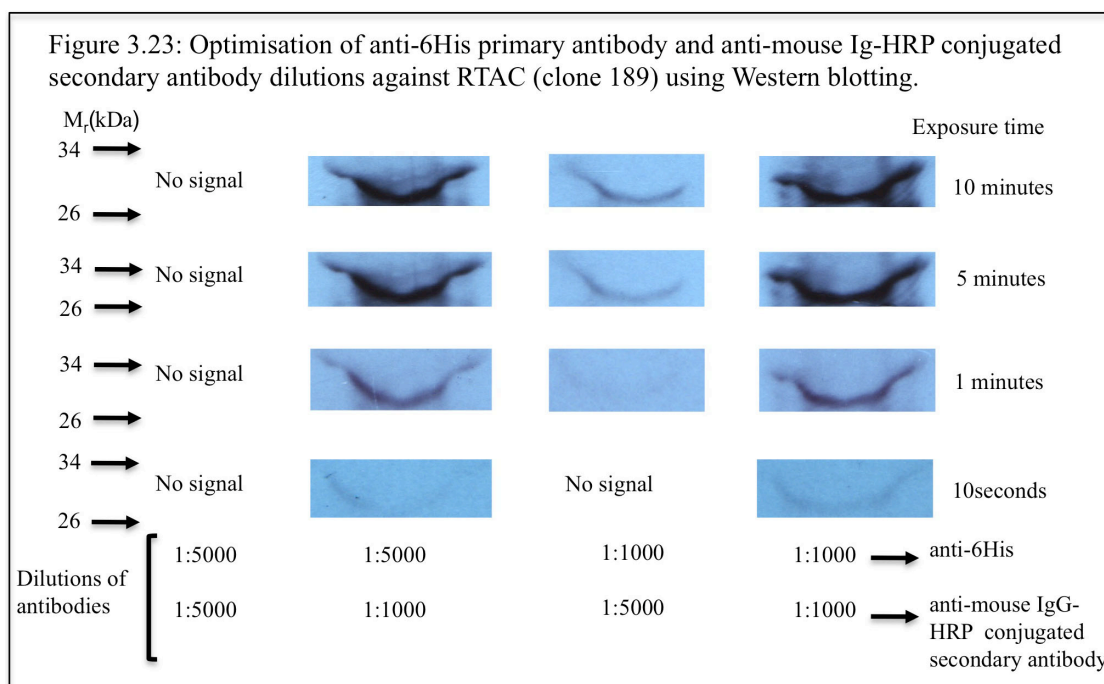 Figure 3.23: Optimisation of anti-6His primary antibody and anti-mouse Ig-HRP conjugated
secondary antibody dilutions against RTAC (clone 189) using Western blotting.
Mr(kDa)
Exposure time
34
No signal
10 minutes
26
34
No signal
5 minutes
26
34
No signal
1 minutes
26
34
No signal
No signal
10seconds
26
Dilutions of
antibodies
1:5000 1:5000 1:1000 1:1000 anti-6His
1:5000 1:1000 1:5000 1:1000 anti-mouse IgG-
HRP conjugated
secondary antibody